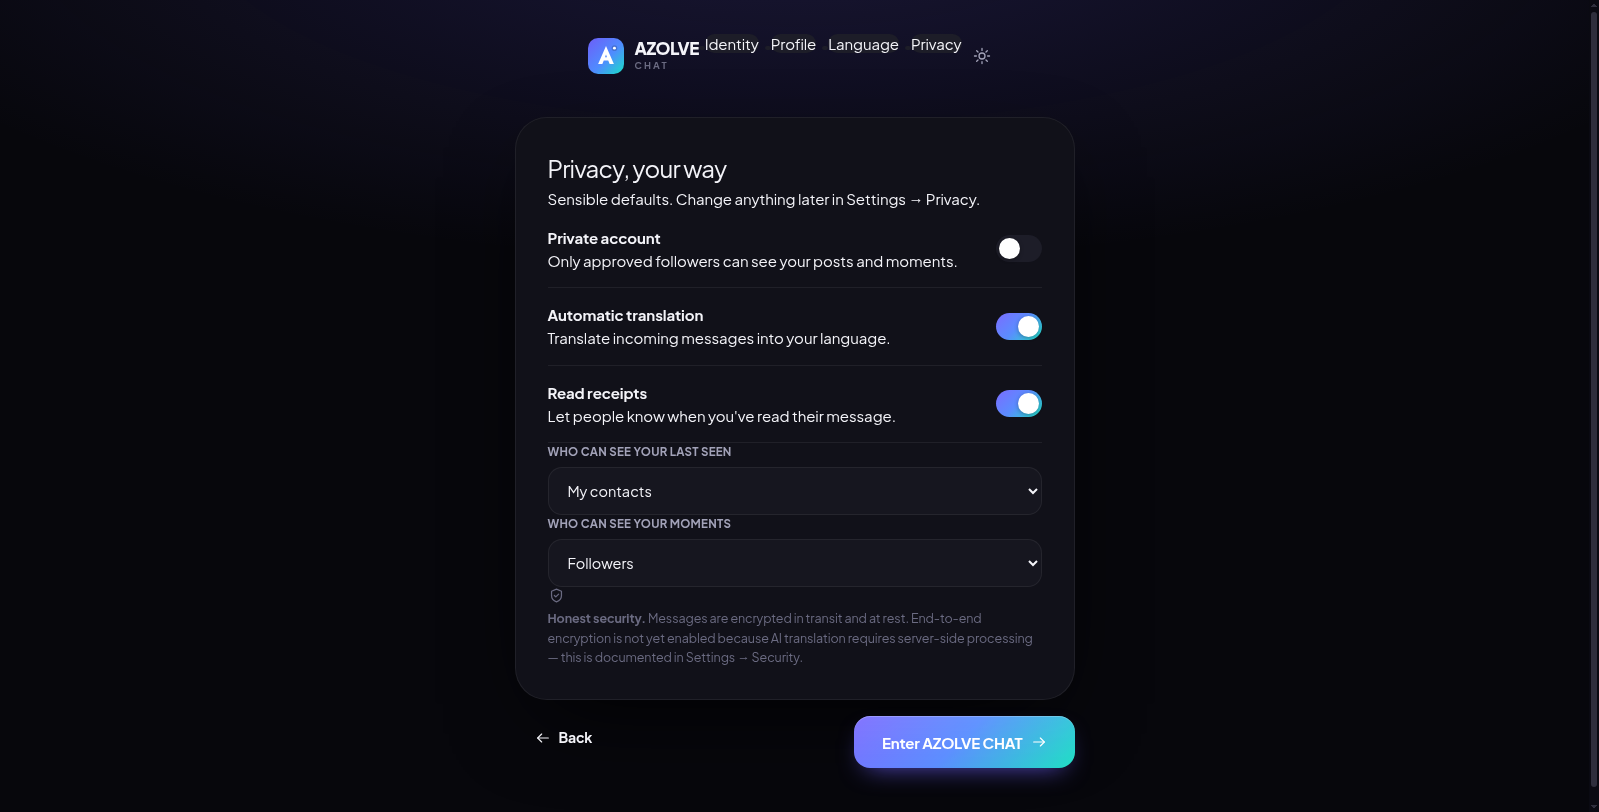 AZOLVE
CHAT
Identity Profile Language Privacy
Privacy, your way
Sensible defaults. Change anything later in Settings → Privacy.
Private account
Only approved followers can see your posts and moments.
Automatic translation
Translate incoming messages into your language.
Read receipts
Let people know when you've read their message.
WHO CAN SEE YOUR LAST SEEN
My contacts
WHO CAN SEE YOUR MOMENTS
Followers
Honest security. Messages are encrypted in transit and at rest. End-to-end
encryption is not yet enabled because AI translation requires server-side processing
— this is documented in Settings → Security.
← Back
Enter AZOLVE CHAT →